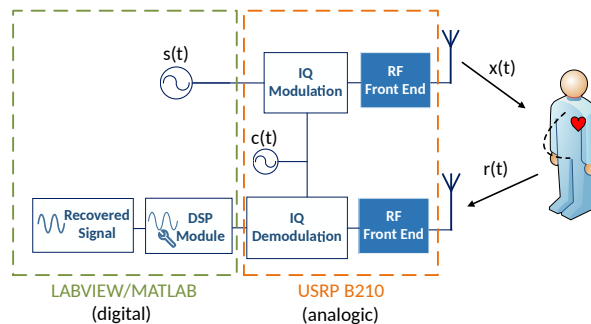 s(t)
IQ
Modulation
RF
Front End
x(t)
c(t)
r(t)
Recovered
Signal
DSP
Module
IQ
Demodulation
RF
Front End
LABVIEW/MATLAB
(digital)
USRP B210
(analogic)